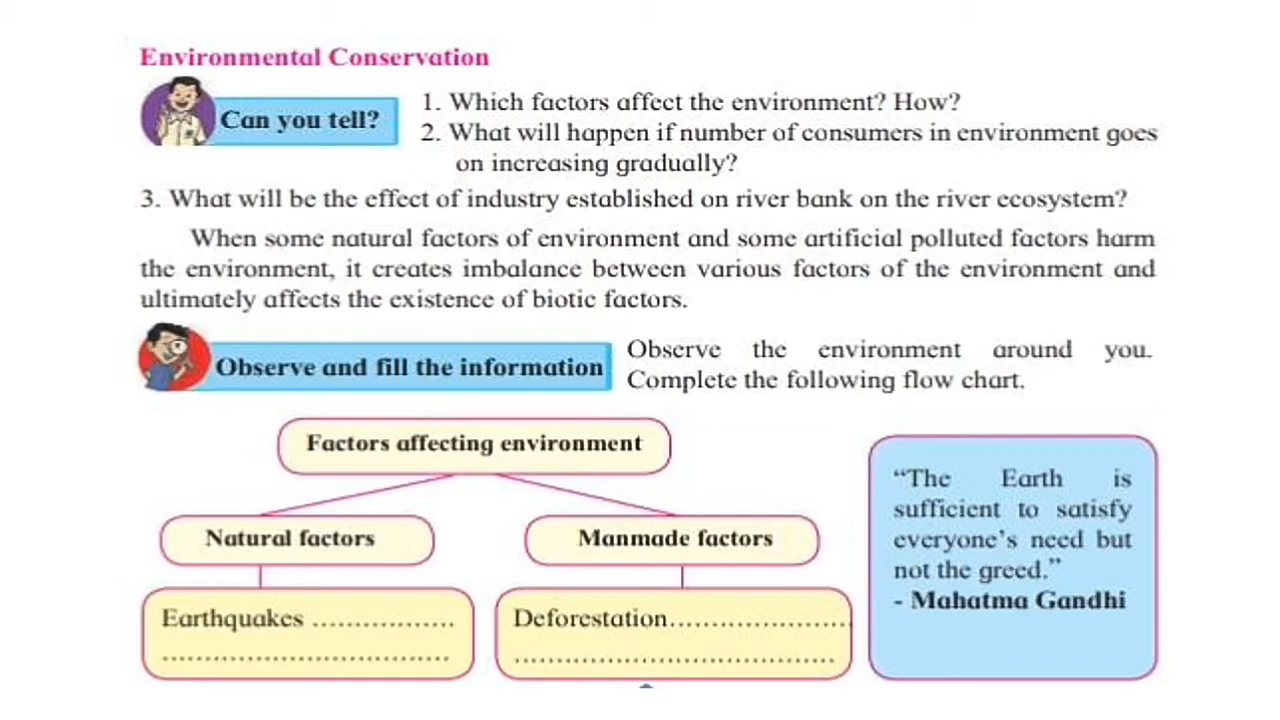 Environmental Conservation
Can you tell?
1. Which factors affect the environment? How?
2. What will happen if number of consumers in environment goes
on increasing gradually?
3. What will be the effect of industry established on river bank on the river ecosystem?
When some natural factors of environment and some artificial polluted factors harm
the environment, it creates imbalance between various factors of the environment and
ultimately affects the existence of biotic factors.
Observe and fill the information
Observe the environment around you.
Complete the following flow chart.
Factors affecting environment
Natural factors
Manmade factors
Earthquakes .................
..................................
Deforestation......................
......................................
“The Earth is
sufficient to satisfy
everyone’s need but
not the greed.”
- Mahatma Gandhi